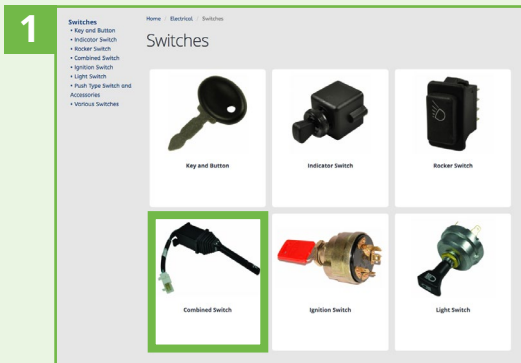 1
Switches
• Key and Button
• Indicator Switch
• Rocker Switch
• Combined Switch
• Ignition Switch
• Light Switch
• Push Type Switch and
Accessories
• Various Switches
Home / Electrical / Switches
Switches
Key and Button
Indicator Switch
Rocker Switch
Combined Switch
Ignition Switch
Light Switch